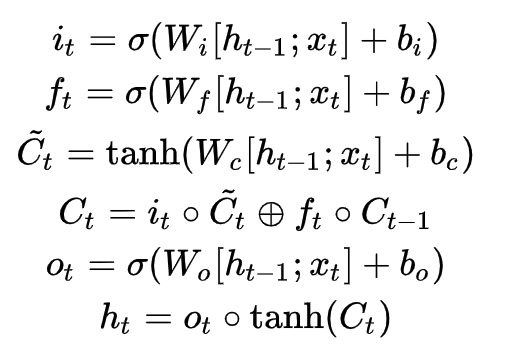 i_t = σ(W_i[h_{t−1}; x_t] + b_i)
f_t = σ(W_f[h_{t−1}; x_t] + b_f)
C̃_t = tanh(W_c[h_{t−1}; x_t] + b_c)
C_t = i_t ∘ C̃_t ⊕ f_t ∘ C_{t−1}
o_t = σ(W_o[h_{t−1}; x_t] + b_o)
h_t = o_t ∘ tanh(C_t)